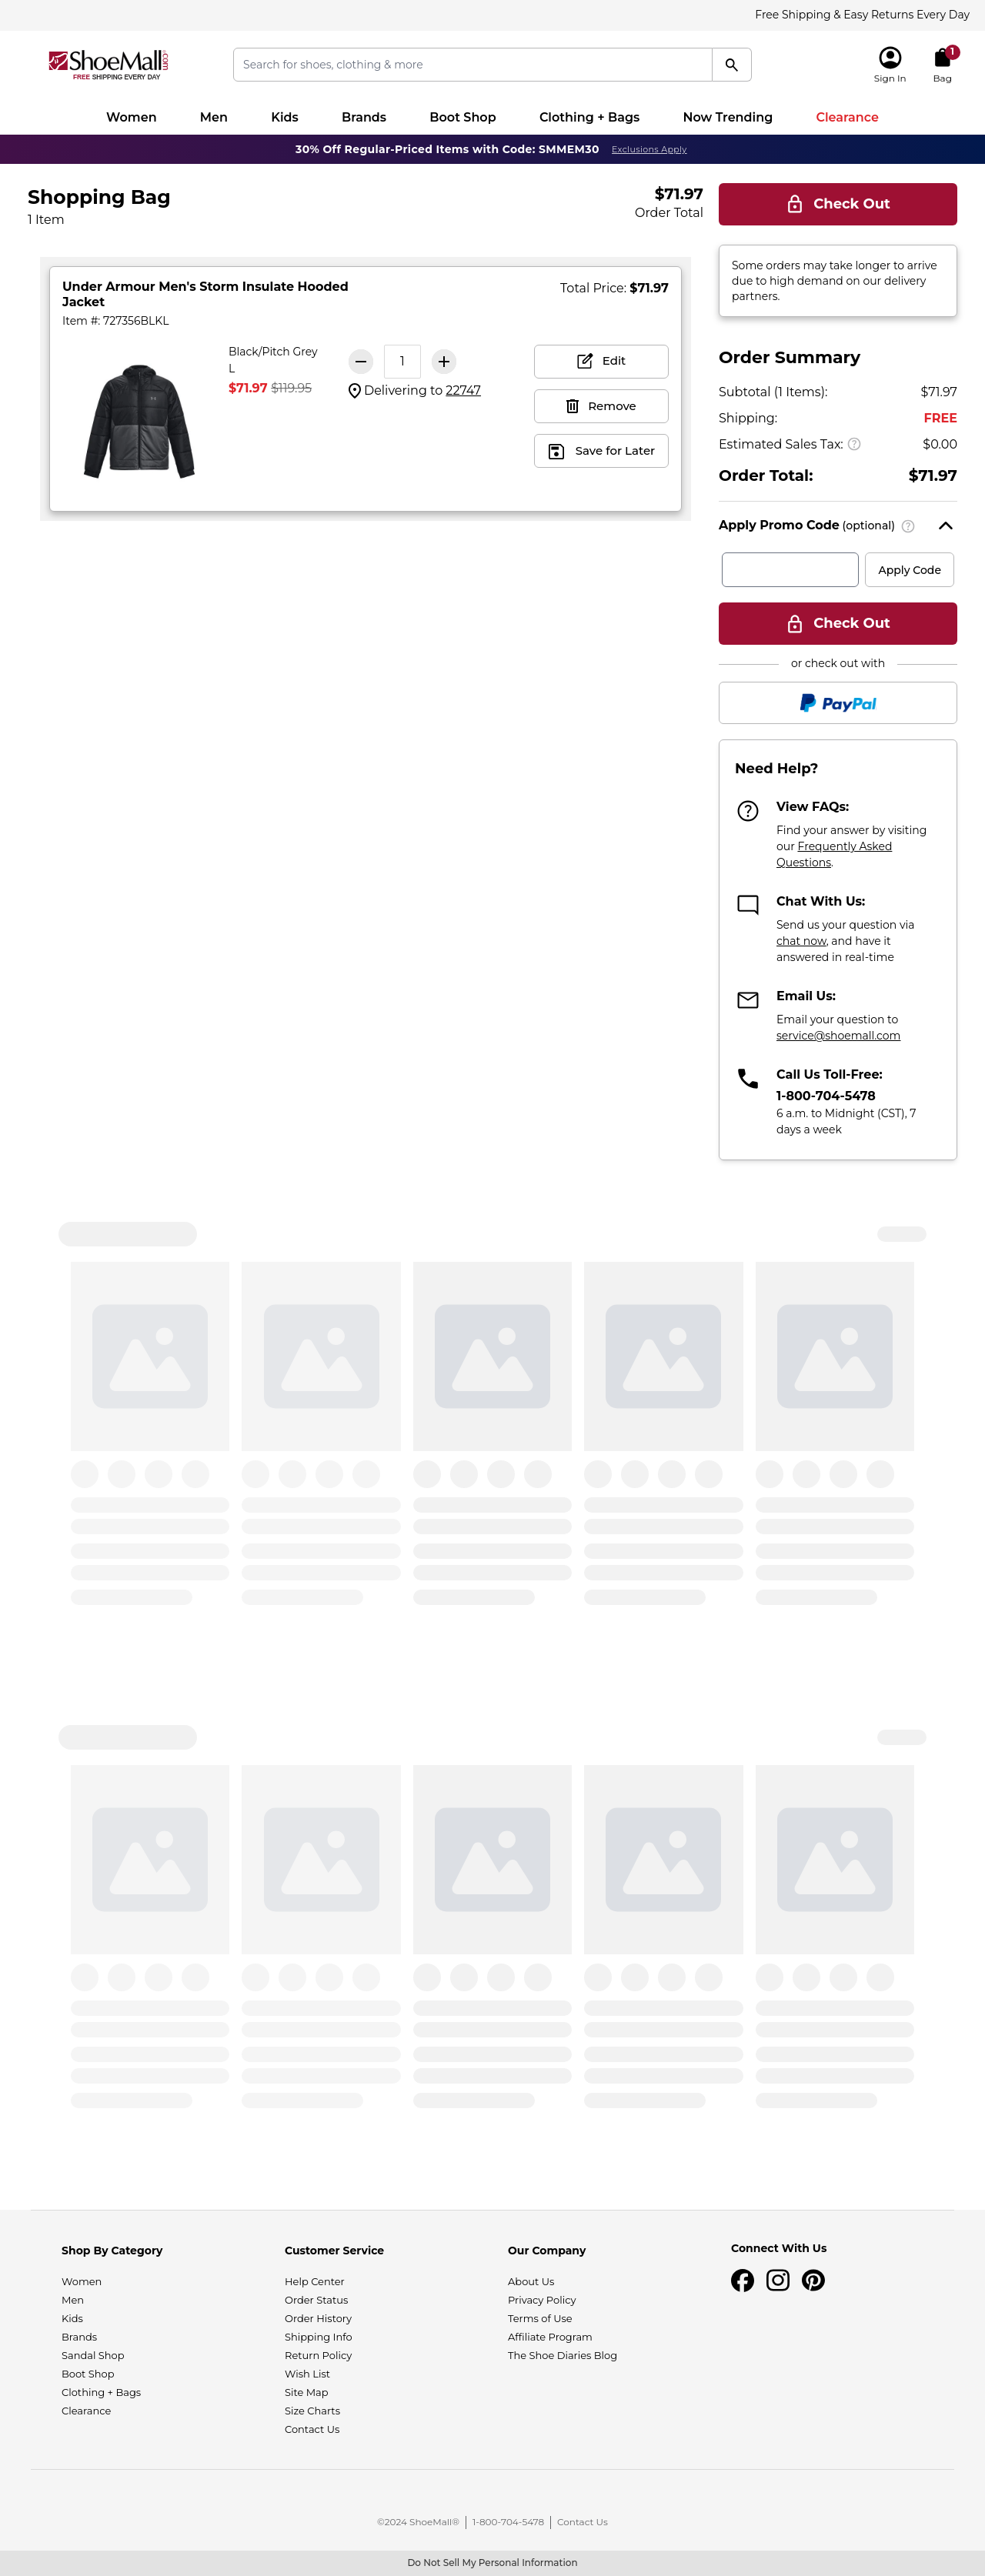 Free Shipping & Easy Returns Every Day
ShoeMall.com
FREE SHIPPING EVERY DAY
Search for shoes, clothing & more
Sign In
1
Bag
Women Men Kids Brands Boot Shop Clothing + Bags Now Trending Clearance
30% Off Regular-Priced Items with Code: SMMEM30 Exclusions Apply
Shopping Bag
1 Item
$71.97
Order Total
Under Armour Men's Storm Insulate Hooded
Jacket
Item #: 727356BLKL
Total Price: $71.97
Black/Pitch Grey
L
$71.97 $119.95
1
Delivering to 22747
Edit
Remove
Save for Later
Check Out
Some orders may take longer to arrive
due to high demand on our delivery
partners.
Order Summary
Subtotal (1 Items): $71.97
Shipping: FREE
Estimated Sales Tax: ? $0.00
Order Total: $71.97
Apply Promo Code (optional) ?
Apply Code
Check Out
or check out with
PayPal
Need Help?
View FAQs:
Find your answer by visiting
our Frequently Asked
Questions.
Chat With Us:
Send us your question via
chat now, and have it
answered in real-time
Email Us:
Email your question to
service@shoemall.com
Call Us Toll-Free:
1-800-704-5478
6 a.m. to Midnight (CST), 7
days a week
Shop By Category
Women
Men
Kids
Brands
Sandal Shop
Boot Shop
Clothing + Bags
Clearance
Customer Service
Help Center
Order Status
Order History
Shipping Info
Return Policy
Wish List
Site Map
Size Charts
Contact Us
Our Company
About Us
Privacy Policy
Terms of Use
Affiliate Program
The Shoe Diaries Blog
Connect With Us
©2024 ShoeMall® | 1-800-704-5478 | Contact Us
Do Not Sell My Personal Information